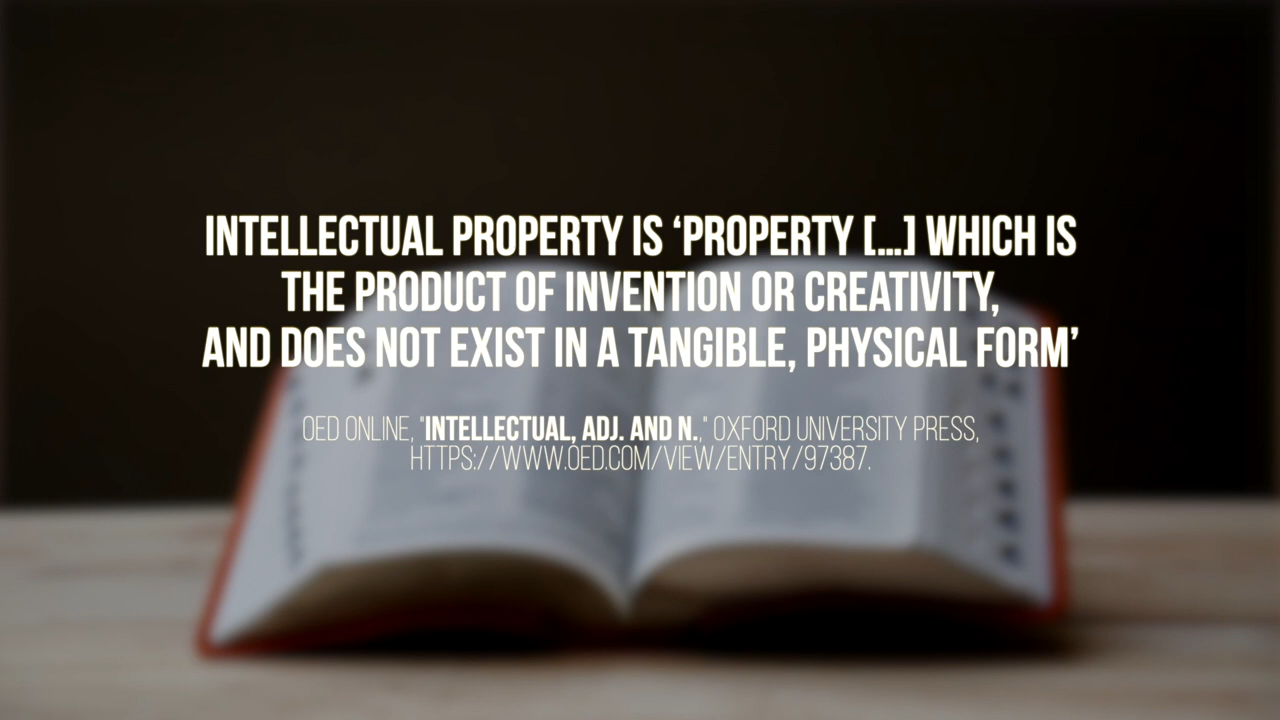 INTELLECTUAL PROPERTY IS ‘PROPERTY [...] WHICH IS
THE PRODUCT OF INVENTION OR CREATIVITY,
AND DOES NOT EXIST IN A TANGIBLE, PHYSICAL FORM’
OED ONLINE, "INTELLECTUAL, ADJ. AND N.," OXFORD UNIVERSITY PRESS,
HTTPS://WWW.OED.COM/VIEW/ENTRY/97387.